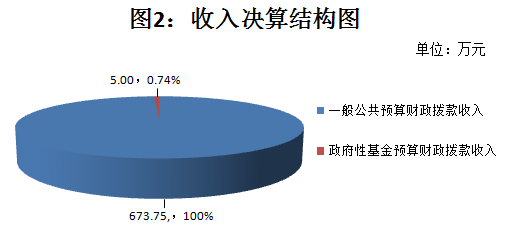 图2：收入决算结构图
单位：万元
5.00，0.74%
一般公共预算财政拨款收入
政府性基金预算财政拨款收入
673.75,，100%